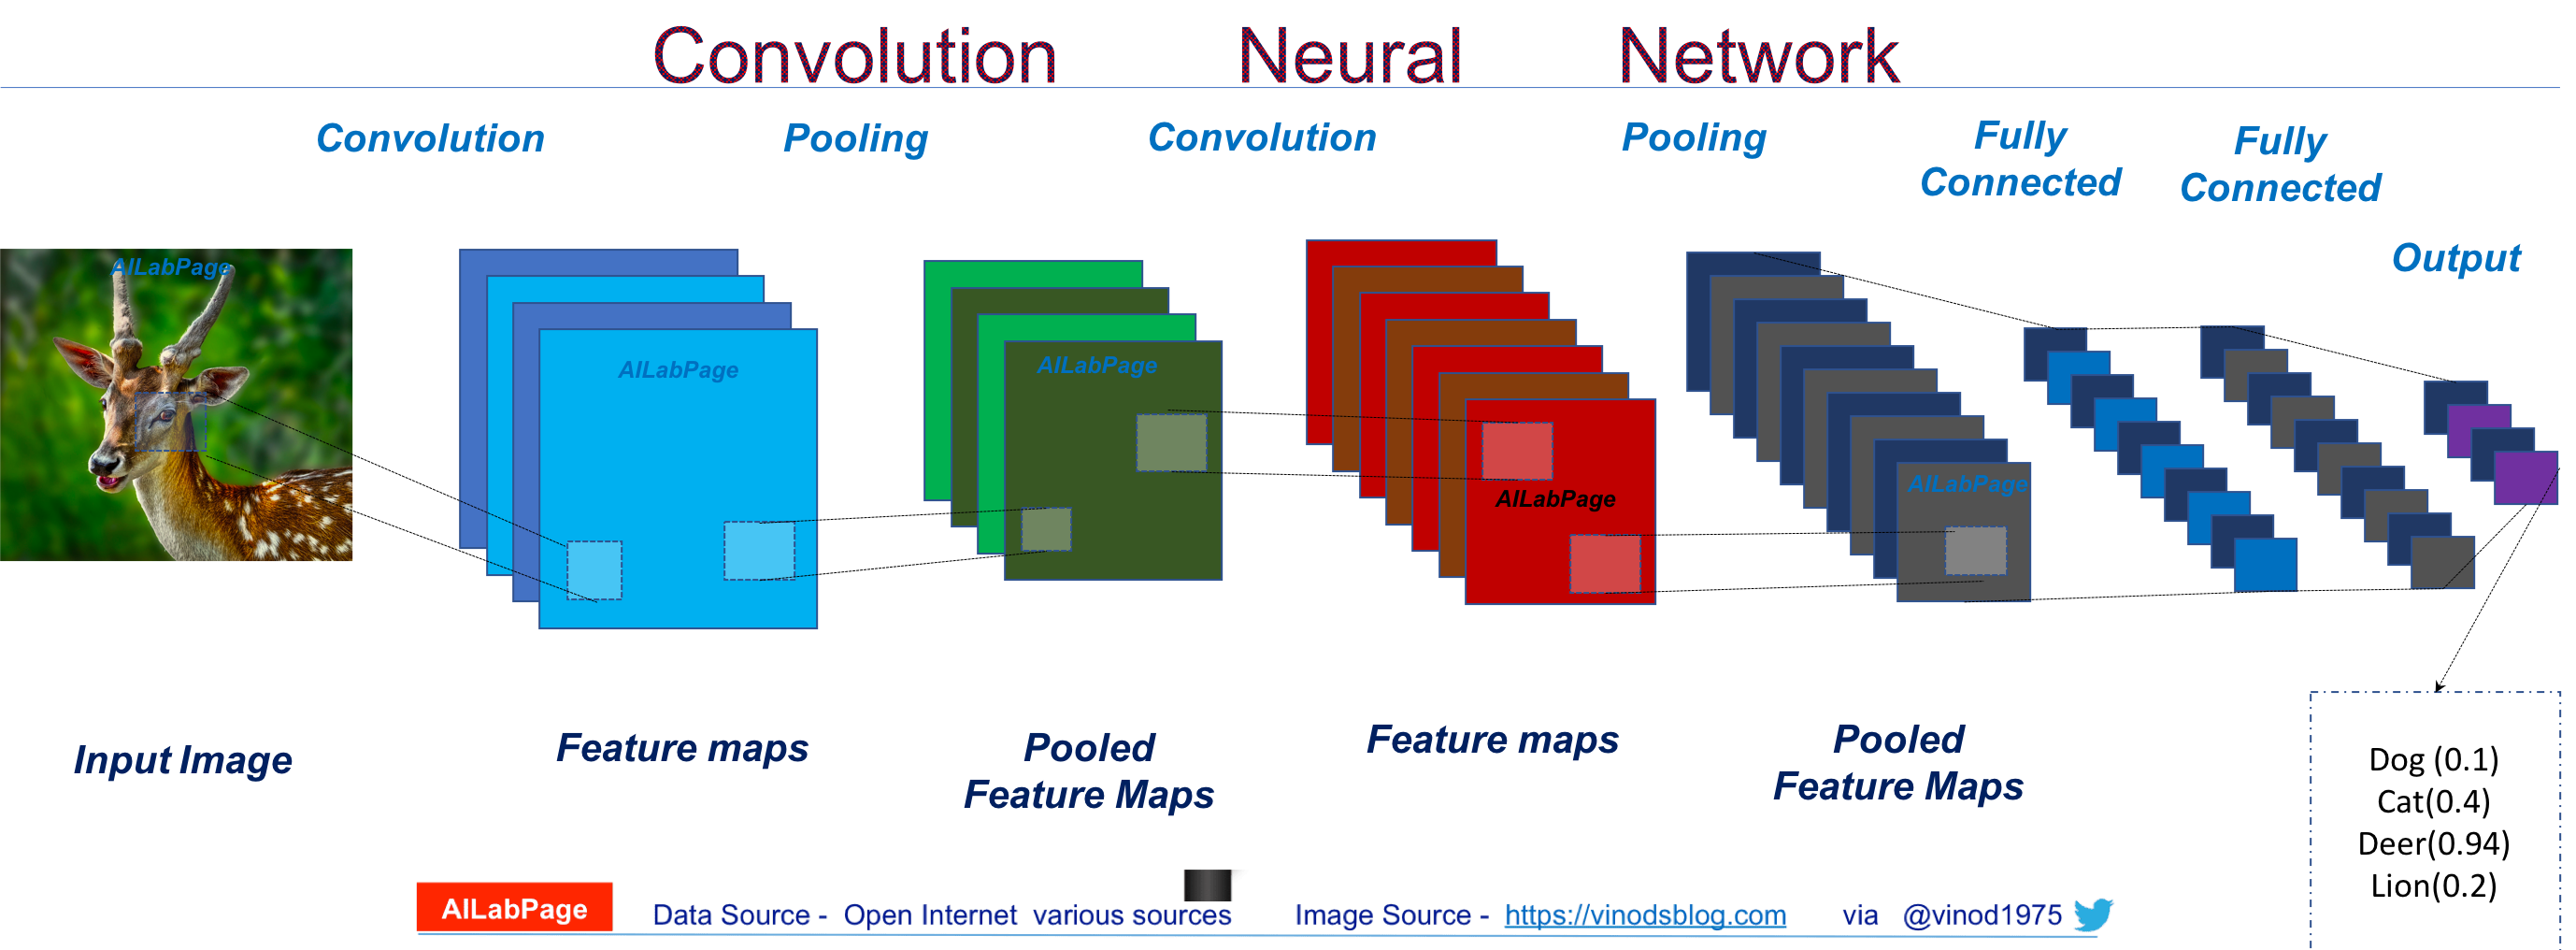 Convolution Neural Network
Convolution
Pooling
Convolution
Pooling
Fully
Connected
Fully
Connected
Output
AILabPage
AILabPage
AILabPage
AILabPage
AILabPage
Input Image
Feature maps
Pooled
Feature Maps
Feature maps
Pooled
Feature Maps
Dog (0.1)
Cat(0.4)
Deer(0.94)
Lion(0.2)
AILabPage
Data Source - Open Internet various sources
Image Source - https://vinodsblog.com
via @vinod1975